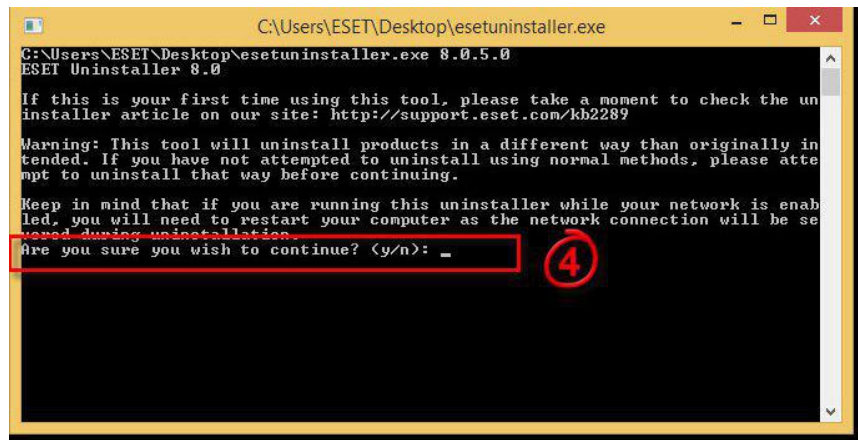 C:\Users\ESET\Desktop\esetuninstaller.exe
C:\Users\ESET\Desktop\esetuninstaller.exe 8.0.5.0
ESET Uninstaller 8.0
If this is your first time using this tool, please take a moment to check the un
installer article on our site: http://support.eset.com/kb2289
Warning: This tool will uninstall products in a different way than originally in
tended. If you have not attempted to uninstall using normal methods, please atte
mpt to uninstall that way before continuing.
Keep in mind that if you are running this uninstaller while your network is enab
led, you will need to restart your computer as the network connection will be se
vered during uninstallation.
Are you sure you wish to continue? (y/n): _
4